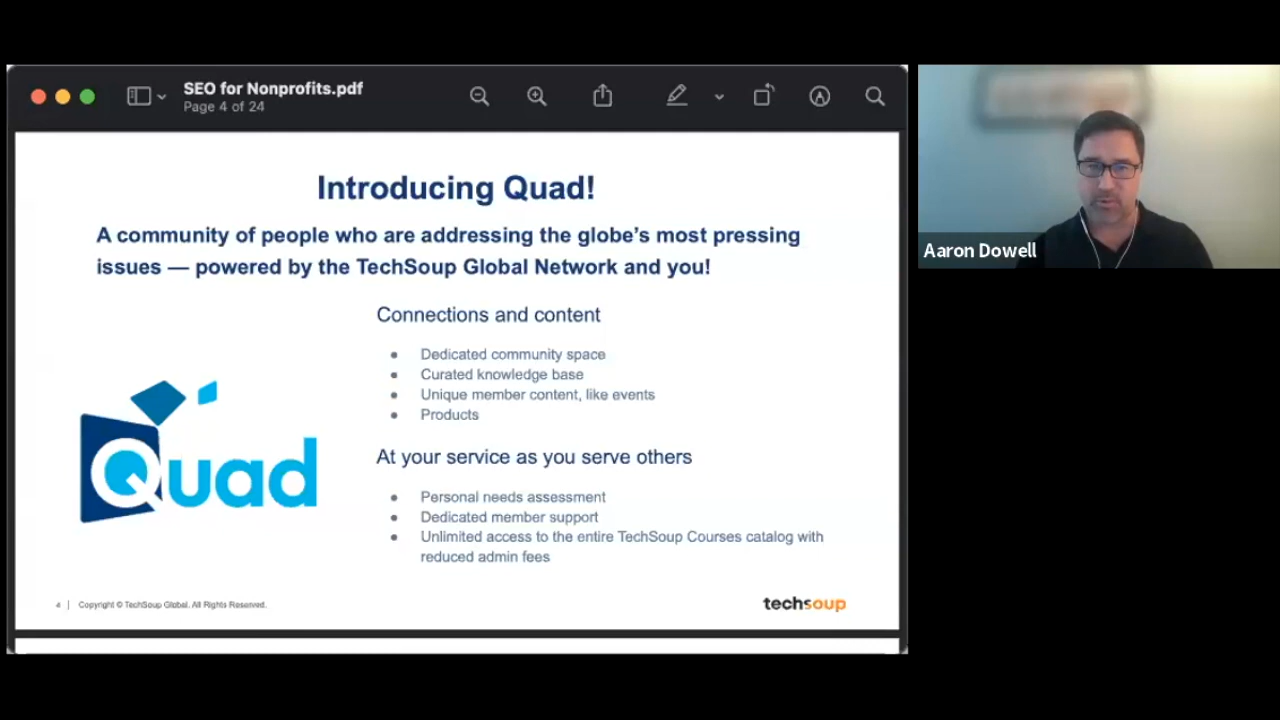 SEO for Nonprofits.pdf
Page 4 of 24
Introducing Quad!
A community of people who are addressing the globe's most pressing
issues — powered by the TechSoup Global Network and you!
Connections and content
● Dedicated community space
● Curated knowledge base
● Unique member content, like events
● Products
Quad
At your service as you serve others
● Personal needs assessment
● Dedicated member support
● Unlimited access to the entire TechSoup Courses catalog with
reduced admin fees
4 | Copyright © TechSoup Global. All Rights Reserved.
techsoup
Aaron Dowell